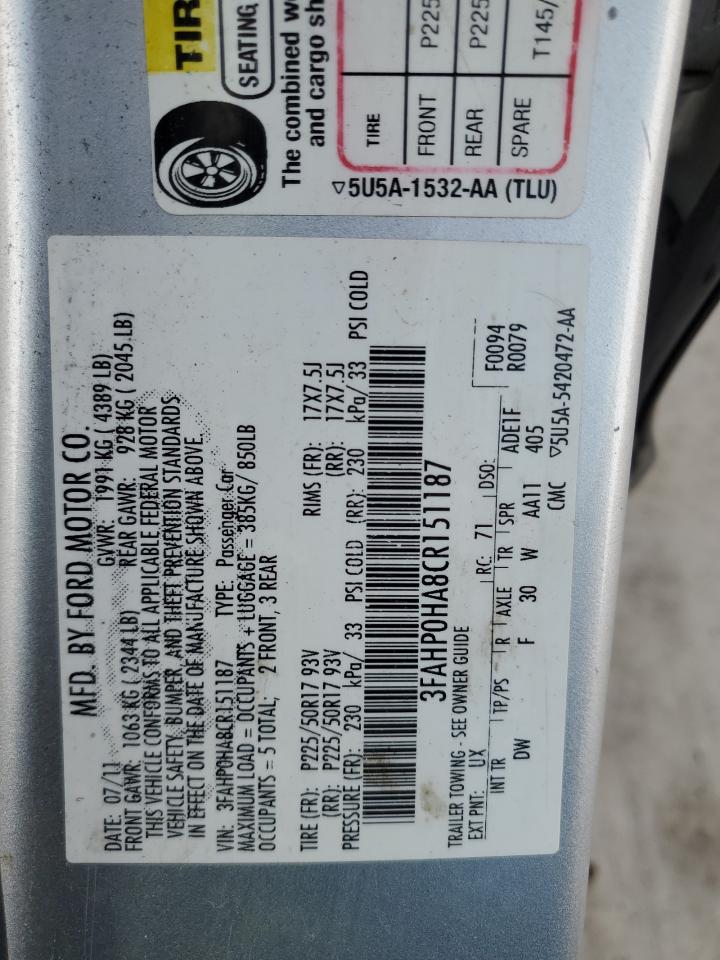 TIR
SEATING
The combined we
and cargo sh
TIRE
FRONT P225
REAR P225
SPARE T145/
▽5U5A-1532-AA (TLU)
MFD. BY FORD MOTOR CO.
DATE: 07/11 GVWR: 1991 KG ( 4389 LB)
FRONT GAWR: 1063 KG ( 2344 LB) REAR GAWR: 928 KG ( 2045 LB)
THIS VEHICLE CONFORMS TO ALL APPLICABLE FEDERAL MOTOR
VEHICLE SAFETY, BUMPER, AND THEFT PREVENTION STANDARDS
IN EFFECT ON THE DATE OF MANUFACTURE SHOWN ABOVE.
VIN: 3FAHP0HA8CR151187 TYPE: Passenger Car
MAXIMUM LOAD = OCCUPANTS + LUGGAGE = 385KG/ 850LB
OCCUPANTS = 5 TOTAL; 2 FRONT, 3 REAR
TIRE (FR): P225/50R17 93V RIMS (FR): 17X7.5J
(RR): P225/50R17 93V (RR): 17X7.5J
PRESSURE (FR): 230 kPa/ 33 PSI COLD (RR): 230 kPa/ 33 PSI COLD
3FAHP0HA8CR151187
TRAILER TOWING - SEE OWNER GUIDE
EXT PNT: UX RC: 71 DSO: F0094
R0079
INT TR TP/PS R AXLE TR SPR ADE1F
DW F 30 W AA11 405
CMC ▽5U5A-5420472-AA